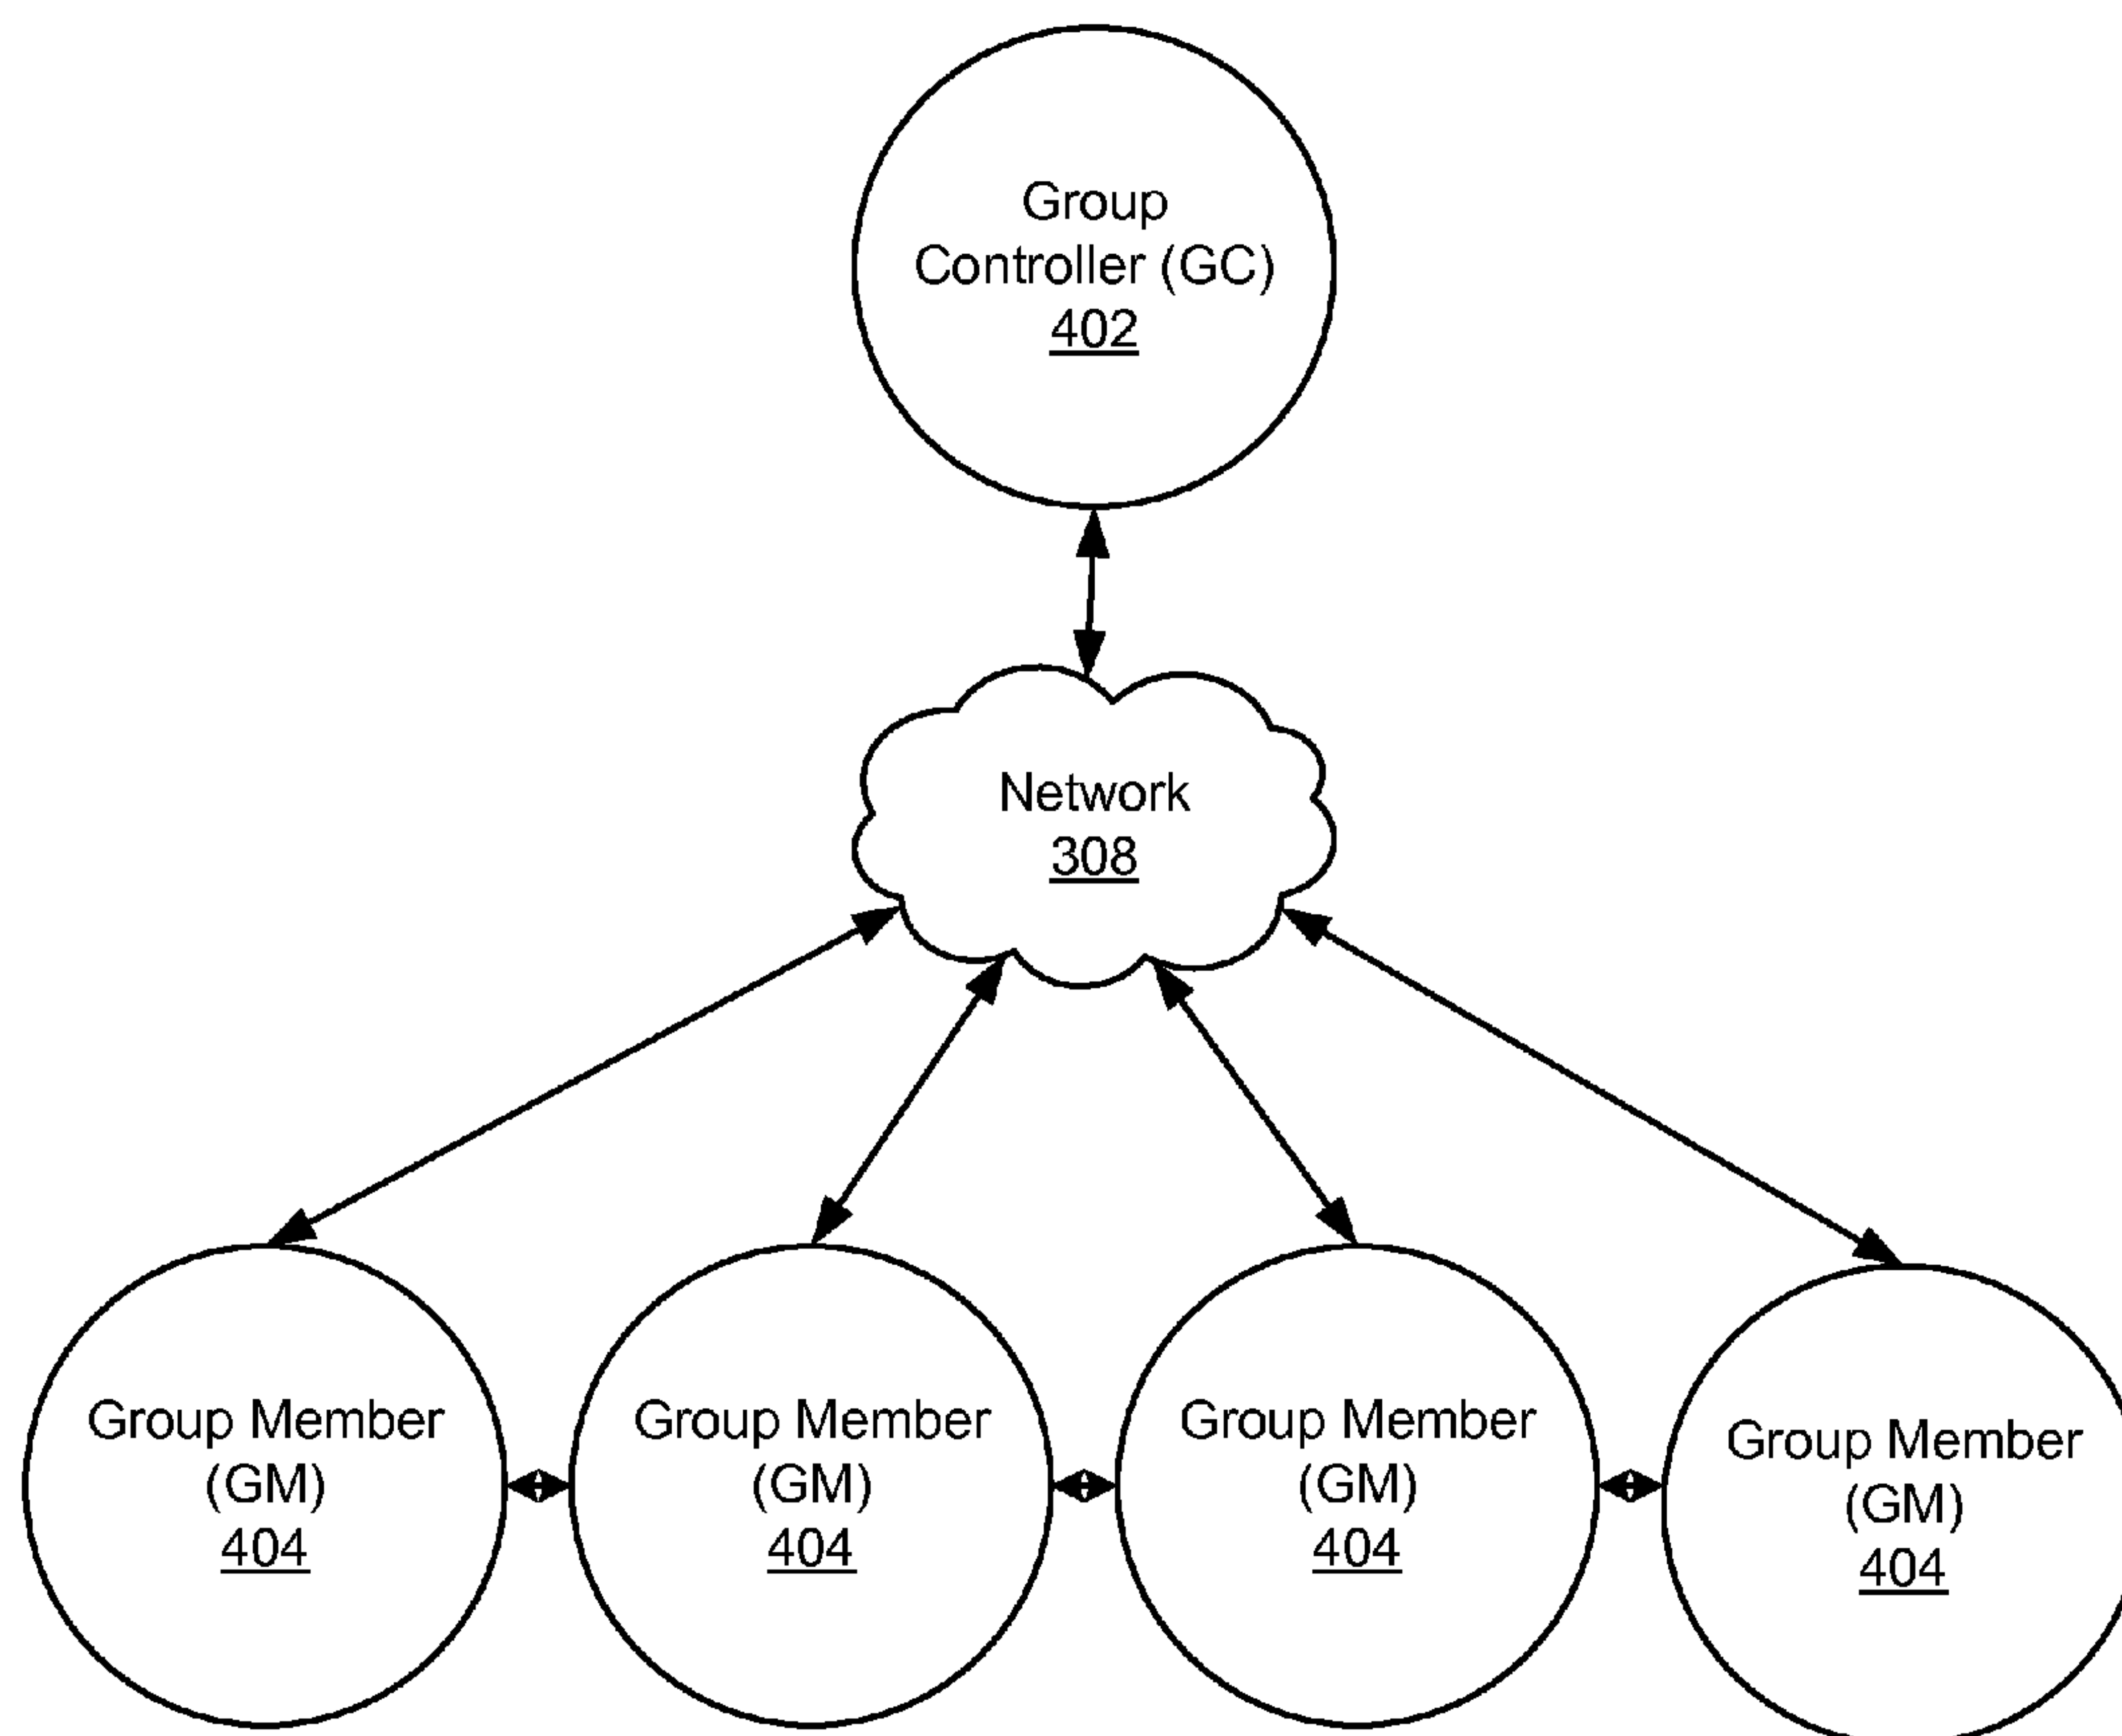 Group
Controller (GC)
402
Network
308
Group Member
(GM)
404
Group Member
(GM)
404
Group Member
(GM)
404
Group Member
(GM)
404